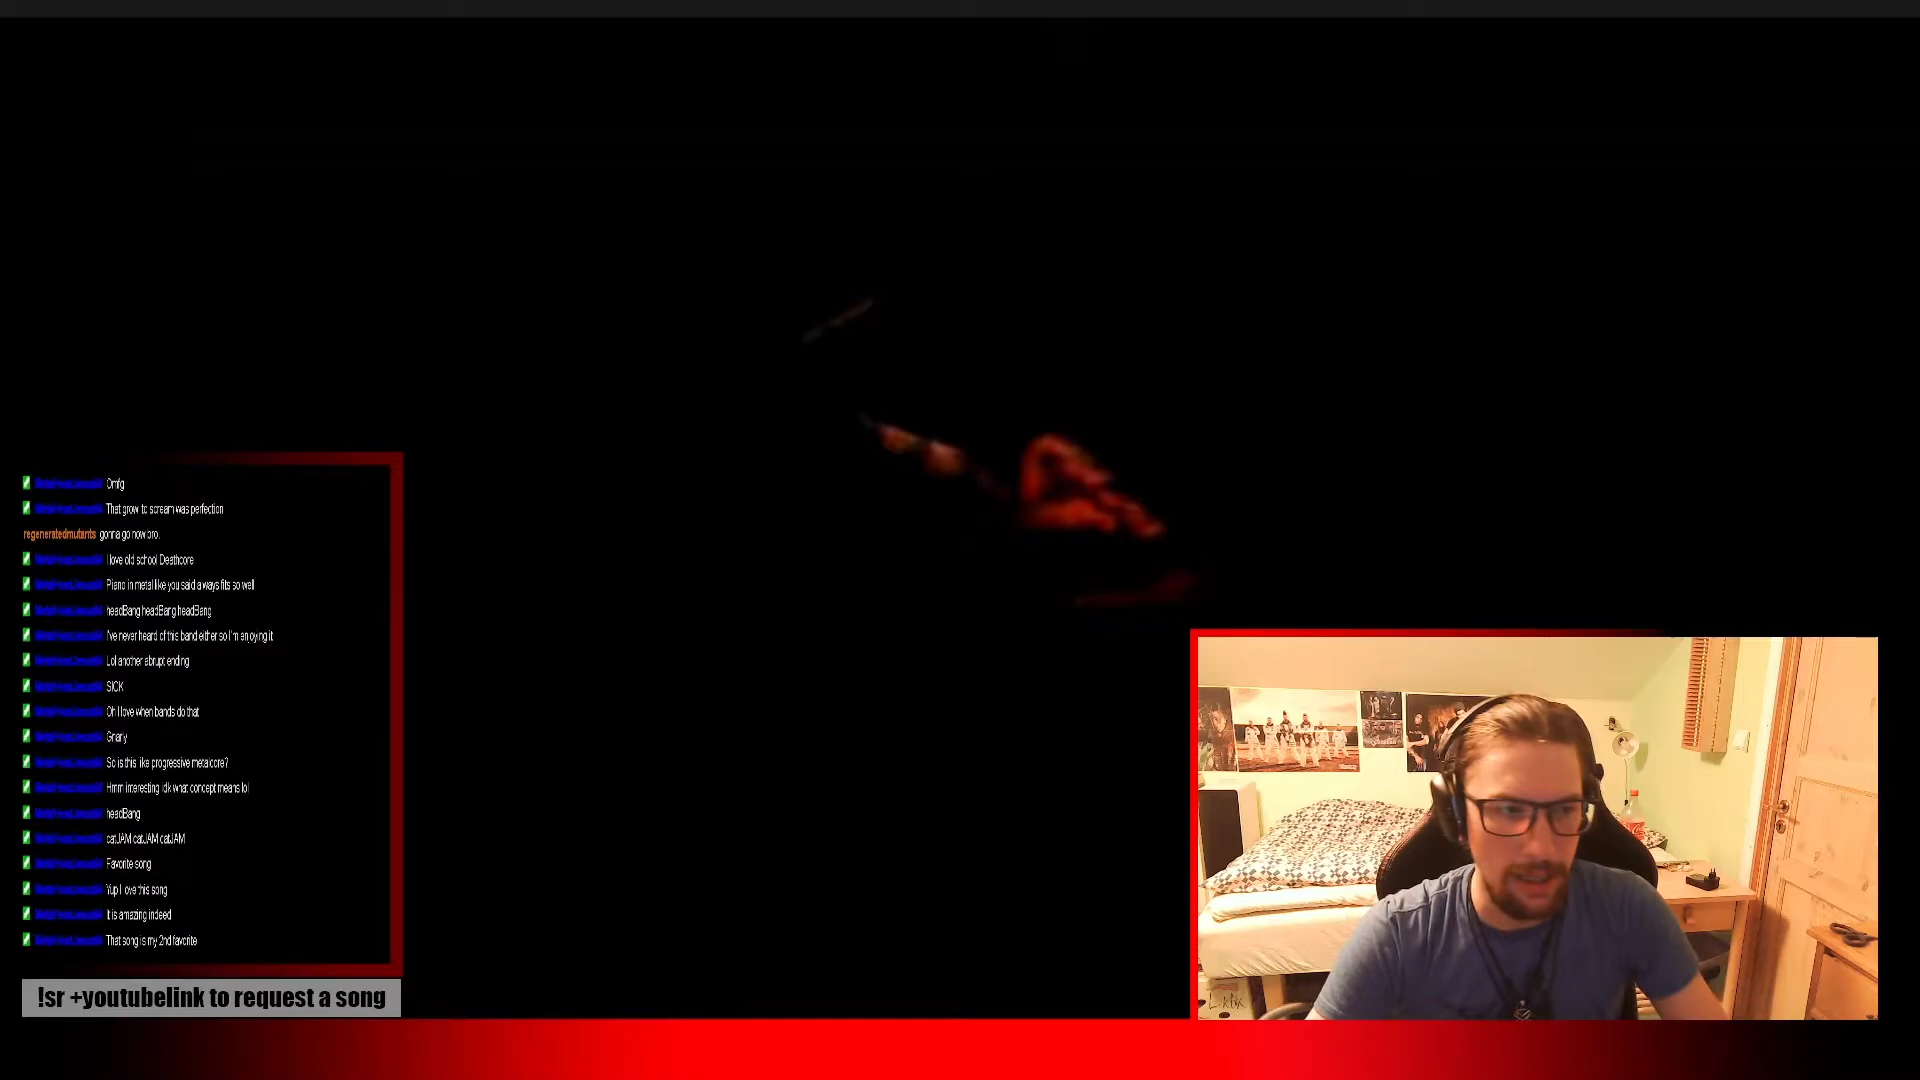 Omfg
That grow to scream was perfection
regeneratedmutants gonna go now bro.
I love old school Deathcore
Piano in metal like you said always fits so well
headBang headBang headBang
I've never heard of this band either so I'm enjoying it
Lol another abrupt ending
SICK
Oh I love when bands do that
Gnarly
So is this like progressive metalcore?
Hmm interesting idk what concept means lol
headBang
catJAM catJAM catJAM
Favorite song
Yup I love this song
It is amazing indeed
That song is my 2nd favorite
!sr +youtubelink to request a song